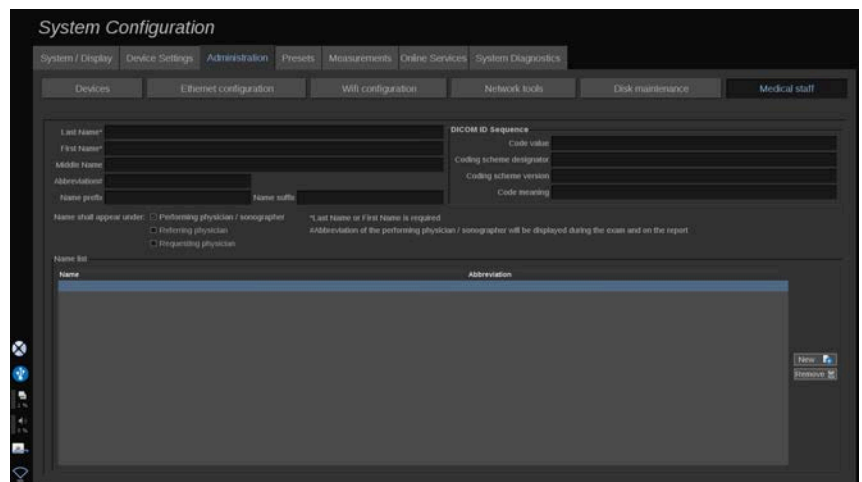 System Configuration
System / Display Device Settings Administration Presets Measurements Online Services System Diagnostics
Devices Ethernet configuration Wifi configuration Network tools Disk maintenance Medical staff
Last Name* DICOM ID Sequence
First Name* Code value
Middle Name Coding scheme designator
Abbreviation# Coding scheme version
Name prefix Name suffix Code meaning
Name shall appear under: Performing physician / sonographer *Last Name or First Name is required
Referring physician #Abbreviation of the performing physician / sonographer will be displayed during the exam and on the report
Requesting physician
Name list
Name Abbreviation
New
Remove